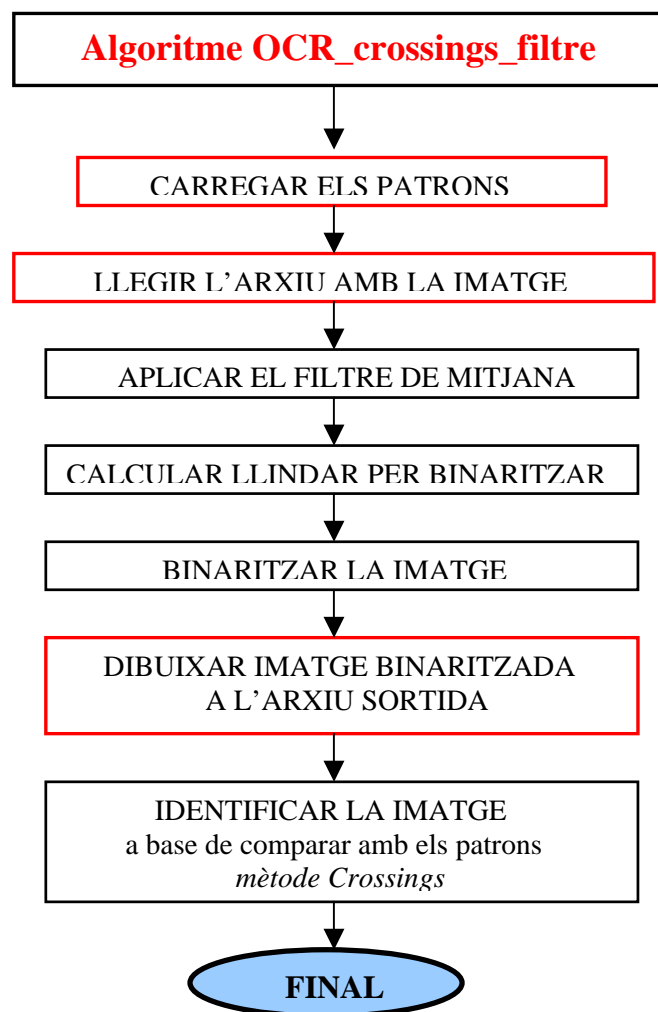 Algoritme OCR_crossings_filtre
CARREGAR ELS PATRONS
LLEGIR L’ARXIU AMB LA IMATGE
APLICAR EL FILTRE DE MITJANA
CALCULAR LLINDAR PER BINARITZAR
BINARITZAR LA IMATGE
DIBUIXAR IMATGE BINARITZADA
A L’ARXIU SORTIDA
IDENTIFICAR LA IMATGE
a base de comparar amb els patrons
mètode Crossings
FINAL